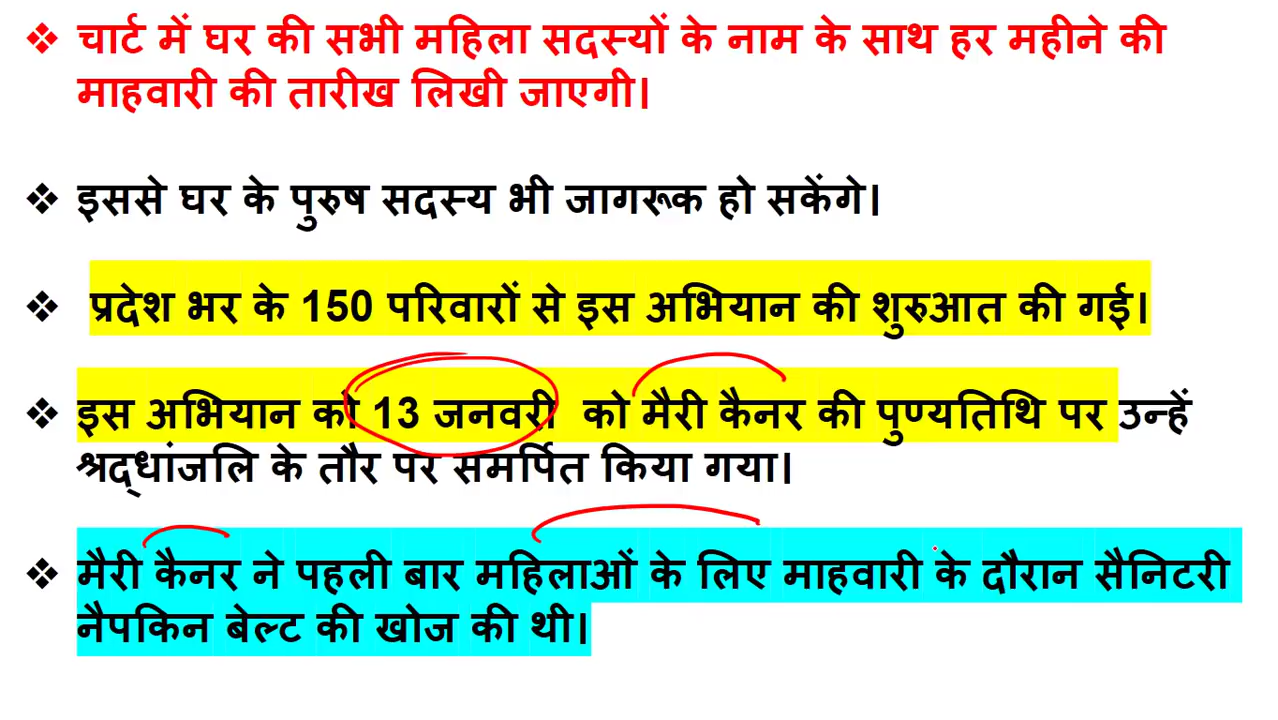 ❖ चार्ट में घर की सभी महिला सदस्यों के नाम के साथ हर महीने की
माहवारी की तारीख लिखी जाएगी।
❖ इससे घर के पुरुष सदस्य भी जागरूक हो सकेंगे।
❖ प्रदेश भर के 150 परिवारों से इस अभियान की शुरुआत की गई।
❖ इस अभियान को 13 जनवरी को मैरी कैनर की पुण्यतिथि पर उन्हें
श्रद्धांजलि के तौर पर समर्पित किया गया।
❖ मैरी कैनर ने पहली बार महिलाओं के लिए माहवारी के दौरान सैनिटरी
नैपकिन बेल्ट की खोज की थी।